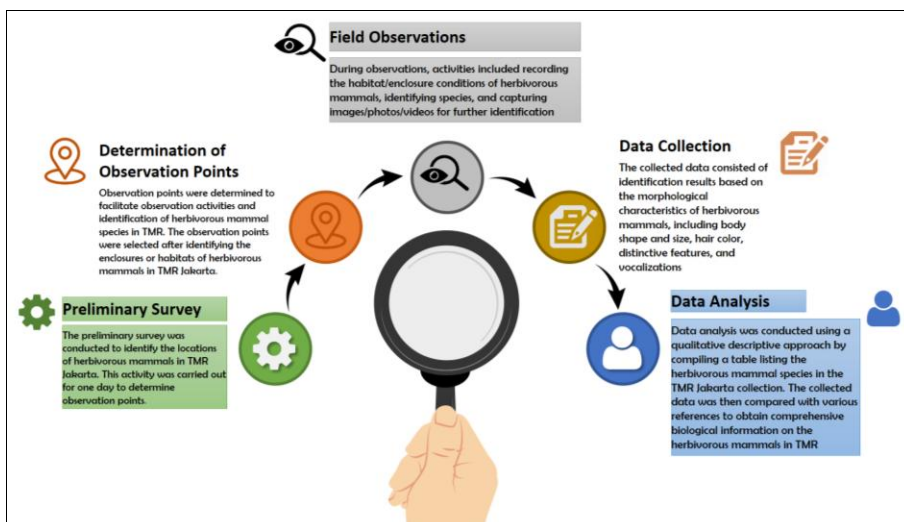 Field Observations
During observations, activities included recording
the habitat/enclosure conditions of herbivorous
mammals, identifying species, and capturing
images/photos/videos for further identification
Determination of
Observation Points
Observation points were determined to
facilitate observation activities and
identification of herbivorous mammal
species in TMR. The observation points
were selected after identifying the
enclosures or habitats of herbivorous
mammals in TMR Jakarta.
Data Collection
The collected data consisted of
identification results based on
the morphological
characteristics of herbivorous
mammals, including body
shape and size, hair color,
distinctive features, and
vocalizations
Preliminary Survey
The preliminary survey was
conducted to identify the locations
of herbivorous mammals in TMR
Jakarta. This activity was carried out
for one day to determine
observation points.
Data Analysis
Data analysis was conducted using a
qualitative descriptive approach by
compiling a table listing the
herbivorous mammal species in the
TMR Jakarta collection. The collected
data was then compared with various
references to obtain comprehensive
biological information on the
herbivorous mammals in TMR